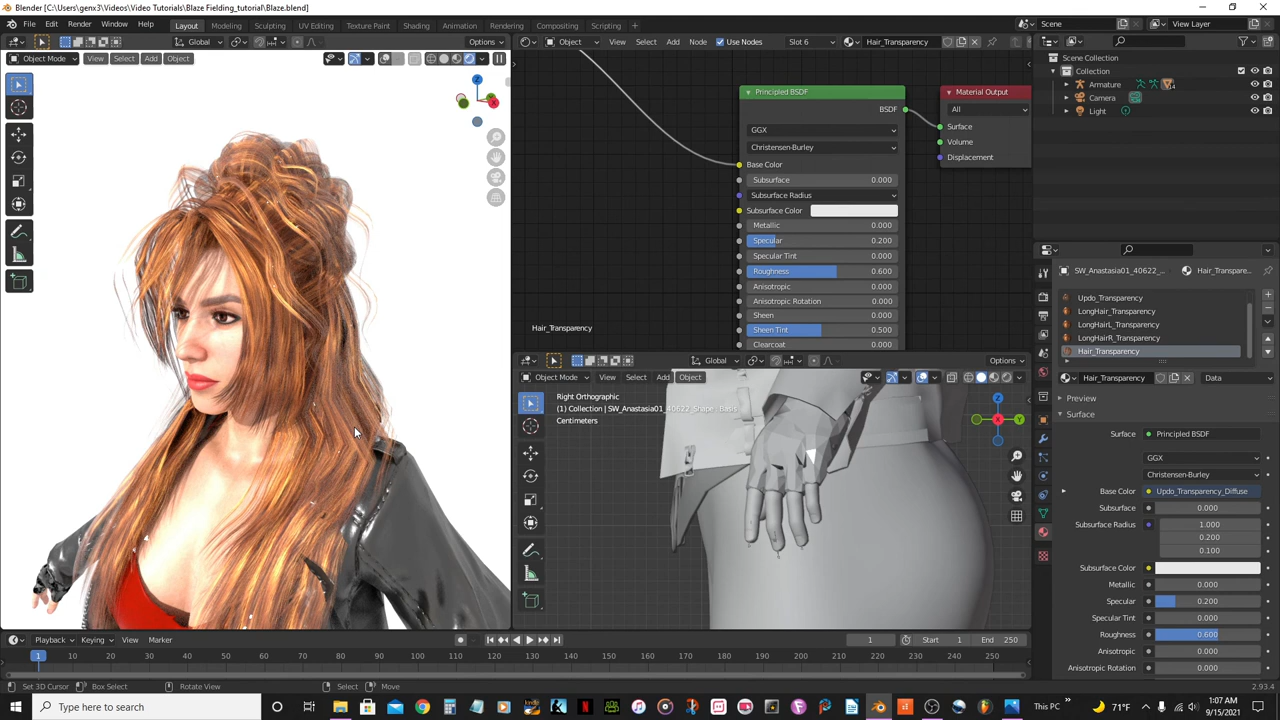 Blender [C:\Users\genx3\Videos\Video Tutorials\Blaze Fielding_tutorial\Blaze.blend]
File Edit Render Window Help
Layout Modeling Sculpting UV Editing Texture Paint Shading Animation Rendering Compositing Scripting
Scene
View Layer
Global
Options
Object Mode View Select Add Object
Object View Select Add Node Use Nodes Slot 6 Hair_Transparency
Principled BSDF
BSDF
GGX
Christensen-Burley
Base Color
Subsurface 0.000
Subsurface Radius
Subsurface Color
Metallic 0.000
Specular 0.200
Specular Tint 0.000
Roughness 0.600
Anisotropic 0.000
Anisotropic Rotation 0.000
Sheen 0.000
Sheen Tint 0.500
Clearcoat 0.000
Hair_Transparency
Material Output
All
Surface
Volume
Displacement
Scene Collection
Collection
Armature
Camera
Light
Global
Options
Object Mode View Select Add Object
Right Orthographic
(1) Collection | SW_Anastasia01_40622_Shape : Basis
Centimeters
SW_Anastasia01_40622_... Hair_Transpare...
Updo_Transparency
LongHair_Transparency
LongHairL_Transparency
LongHairR_Transparency
Hair_Transparency
Hair_Transparency Data
Preview
Surface
Surface Principled BSDF
GGX
Christensen-Burley
Base Color Updo_Transparency_Diffuse
Subsurface 0.000
Subsurface Radius 1.000
0.200
0.100
Subsurface Color
Metallic 0.000
Specular 0.200
Specular Tint 0.000
Roughness 0.600
Anisotropic 0.000
Anisotropic Rotation 0.000
Playback Keying View Marker
1 Start 1 End 250
1 10 20 30 40 50 60 70 80 90 100 110 120 130 140 150 160 170 180 190 200 210 220 230 240 250
Set 3D Cursor Box Select Rotate View Select Move
2.93.4
Type here to search
This PC
71°F
1:07 AM
9/15/2021